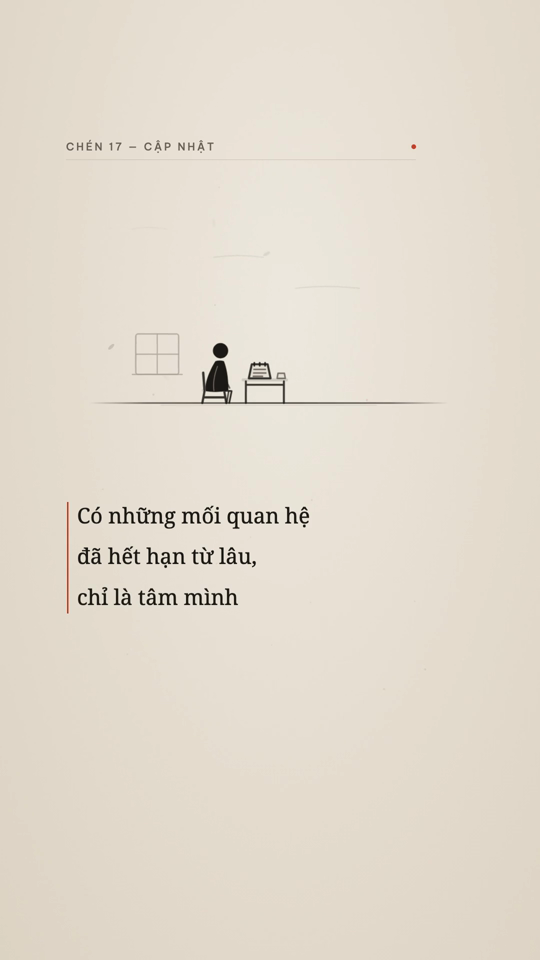 CHÉN 17 — CẬP NHẬT
Có những mối quan hệ
đã hết hạn từ lâu,
chỉ là tâm mình